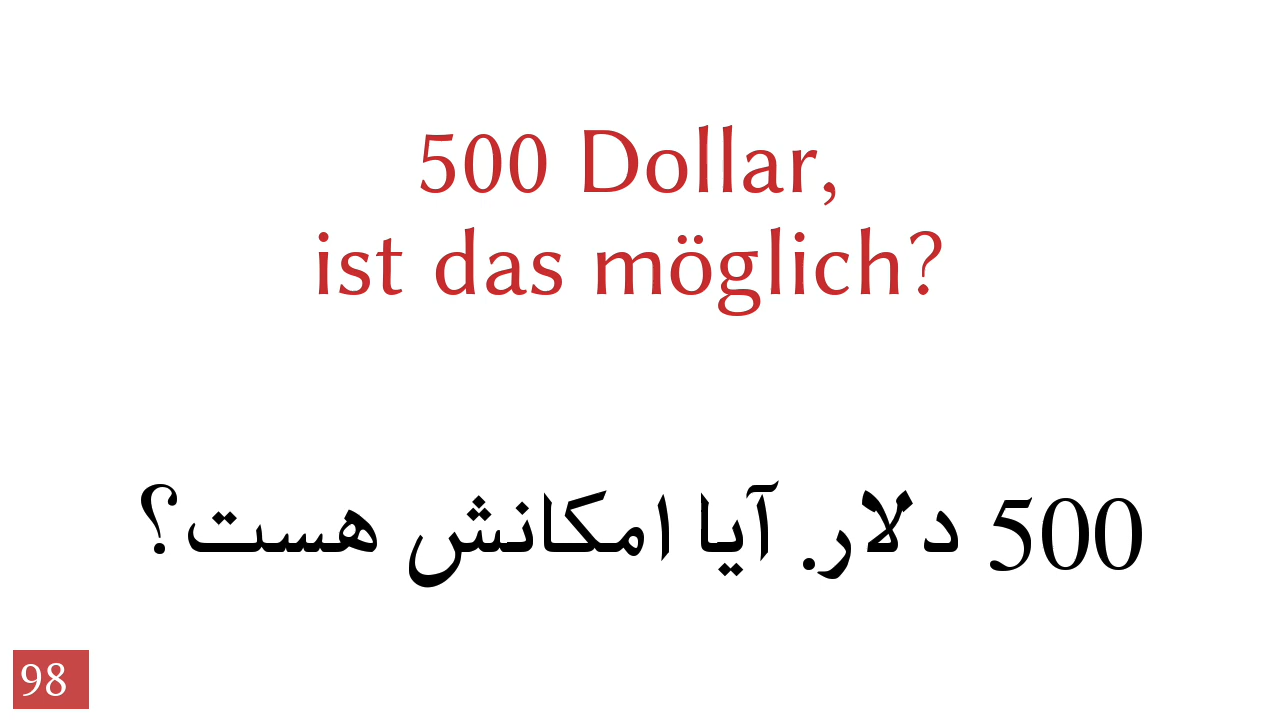 500 Dollar,
ist das möglich?
500 دلار. آیا امکانش هست؟
98